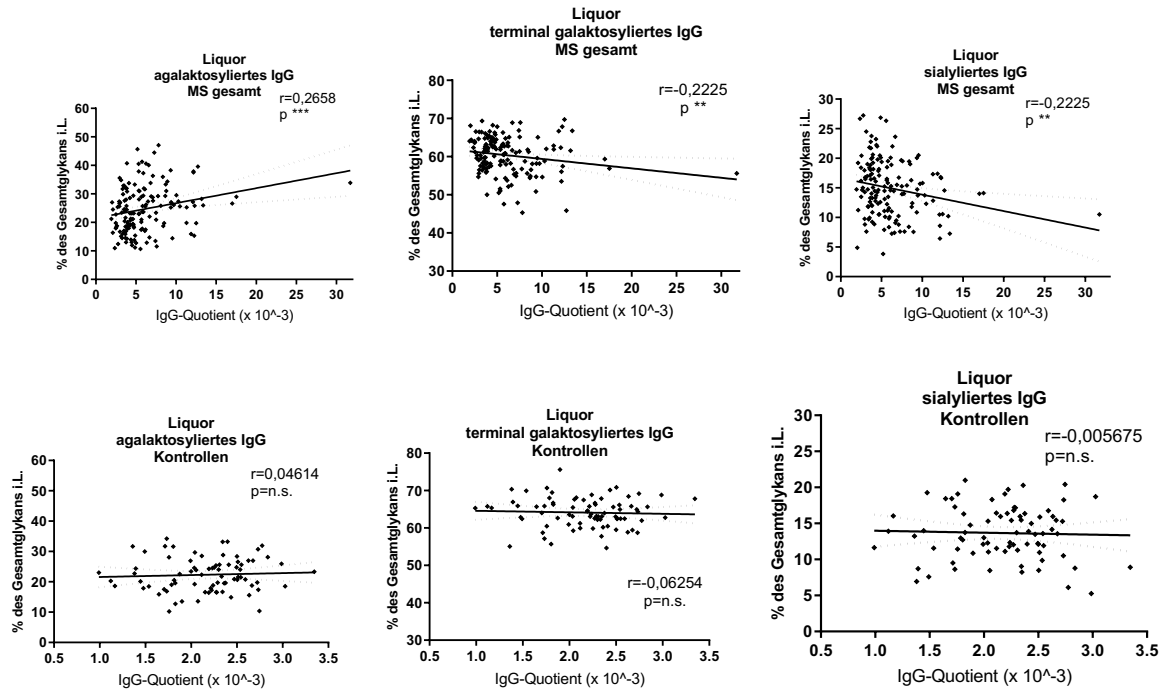 Liquor
agalaktosyliertes IgG
MS gesamt
r=0,2658
p ***
% des Gesamtglykans i.L.
60
50
40
30
20
10
0
0 5 10 15 20 25 30
IgG-Quotient (x 10^-3)
Liquor
terminal galaktosyliertes IgG
MS gesamt
r=-0,2225
p **
% des Gesamtglykans i.L.
80
70
60
50
40
30
0 5 10 15 20 25 30
IgG-Quotient (x 10^-3)
Liquor
sialyliertes IgG
MS gesamt
r=-0,2225
p **
% des Gesamtglykans i.L.
30
25
20
15
10
5
0
0 5 10 15 20 25 30
IgG-Quotient (x 10^-3)
Liquor
agalaktosyliertes IgG
Kontrollen
r=0,04614
p=n.s.
% des Gesamtglykans i.L.
60
50
40
30
20
10
0
0.5 1.0 1.5 2.0 2.5 3.0 3.5
IgG-Quotient (x 10^-3)
Liquor
terminal galaktosyliertes IgG
Kontrollen
% des Gesamtglykans i.L.
80
70
60
50
40
30
r=-0,06254
p=n.s.
0.5 1.0 1.5 2.0 2.5 3.0 3.5
IgG-Quotient (x 10^-3)
Liquor
sialyliertes IgG
Kontrollen
r=-0,005675
p=n.s.
% des Gesamtglykans i.L.
30
25
20
15
10
5
0
0.5 1.0 1.5 2.0 2.5 3.0 3.5
IgG-Quotient (x 10^-3)